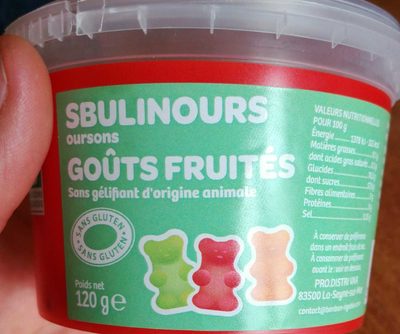 SBULINOURS
oursons
GOÛTS FRUITÉS
Sans gélifiant d'origine animale
SANS GLUTEN
SANS GLUTEN
Poids net
120 g e
VALEURS NUTRITIONNELLES
POUR 100 g
Énergie
Matières grasses
dont acides gras saturés
Glucides
dont sucres
Fibres alimentaires
Protéines
Sel
À conserver de préférence
dans un endroit frais et sec.
À consommer de préférence
avant le : voir en dessous.
PRO.DISTRI UNA
83500 La-Seyne-sur-Mer